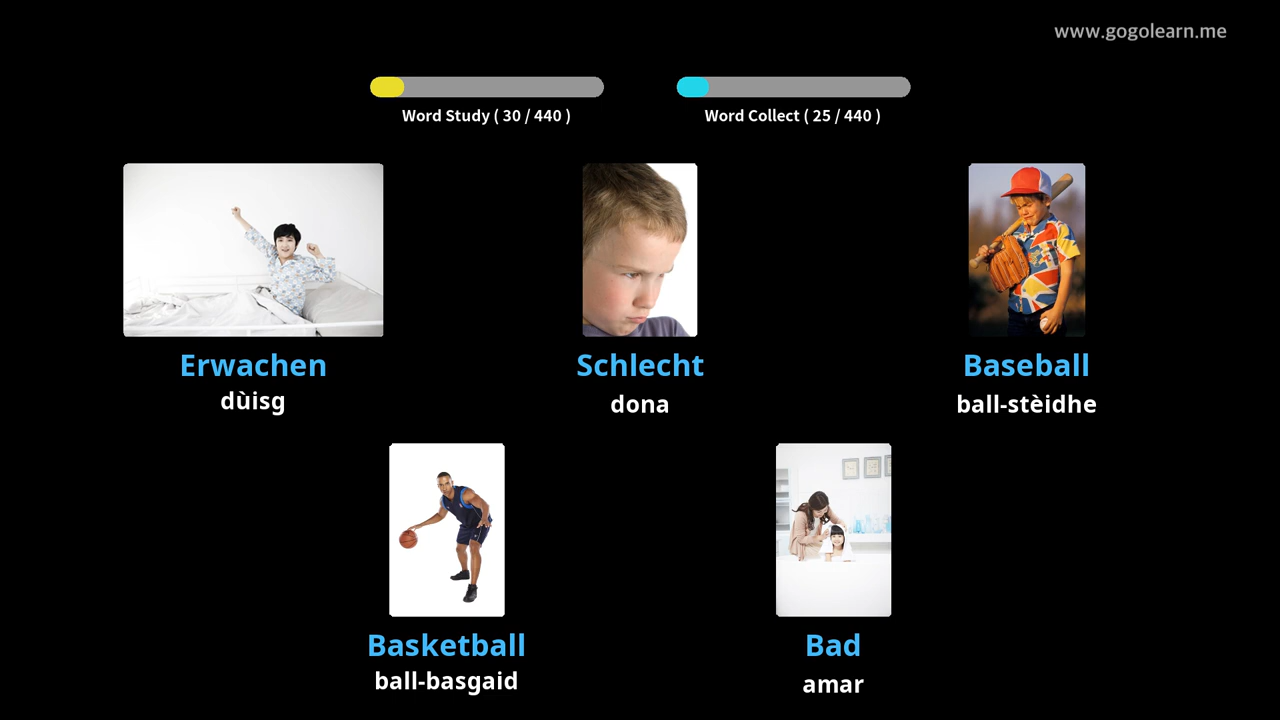 www.gogolearn.me
Word Study ( 30 / 440 )
Word Collect ( 25 / 440 )
Erwachen
dùisg
Schlecht
dona
Baseball
ball-stèidhe
Basketball
ball-basgaid
Bad
amar